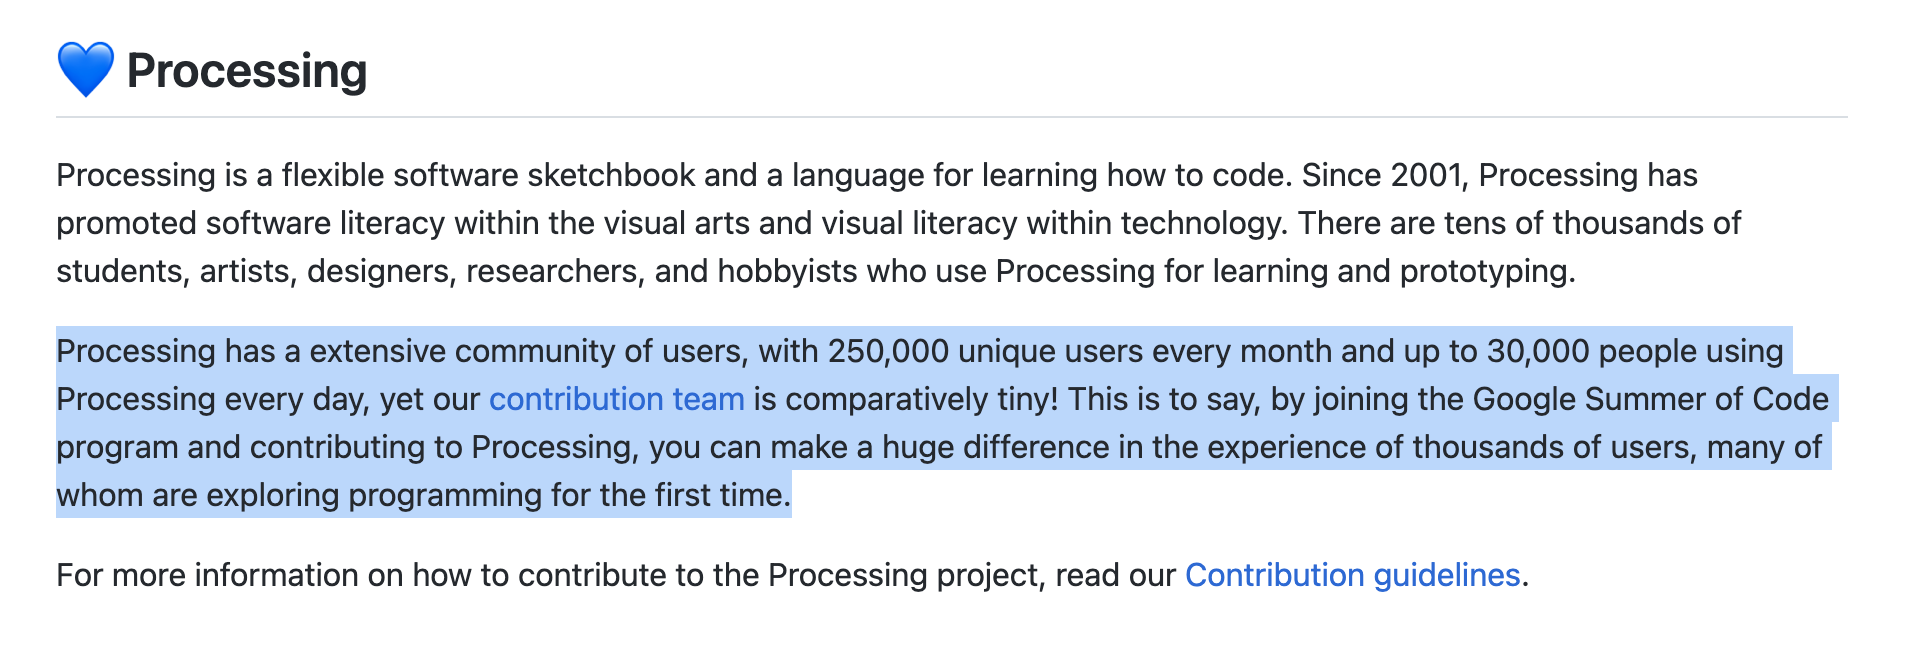 💙 Processing
Processing is a flexible software sketchbook and a language for learning how to code. Since 2001, Processing has
promoted software literacy within the visual arts and visual literacy within technology. There are tens of thousands of
students, artists, designers, researchers, and hobbyists who use Processing for learning and prototyping.
Processing has a extensive community of users, with 250,000 unique users every month and up to 30,000 people using
Processing every day, yet our contribution team is comparatively tiny! This is to say, by joining the Google Summer of Code
program and contributing to Processing, you can make a huge difference in the experience of thousands of users, many of
whom are exploring programming for the first time.
For more information on how to contribute to the Processing project, read our Contribution guidelines.